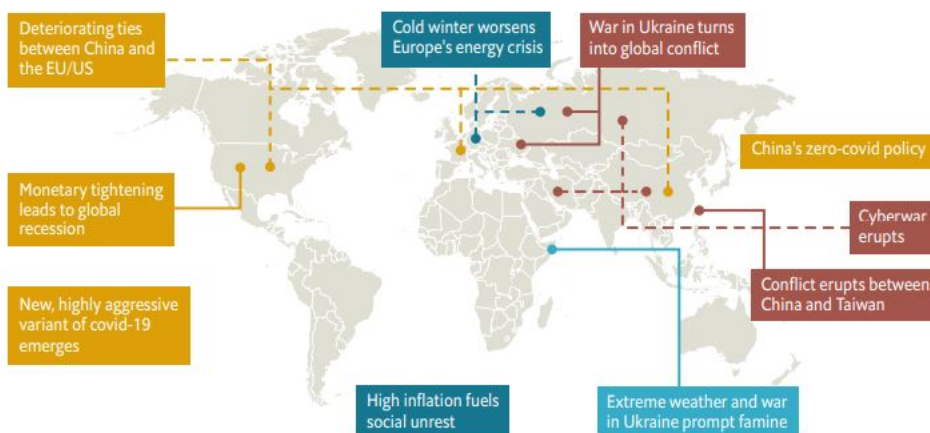 Deteriorating ties
between China and
the EU/US
Cold winter worsens
Europe's energy crisis
War in Ukraine turns
into global conflict
China's zero-covid policy
Monetary tightening
leads to global
recession
Cyberwar
erupts
Conflict erupts between
China and Taiwan
New, highly aggressive
variant of covid-19
emerges
High inflation fuels
social unrest
Extreme weather and war
in Ukraine prompt famine